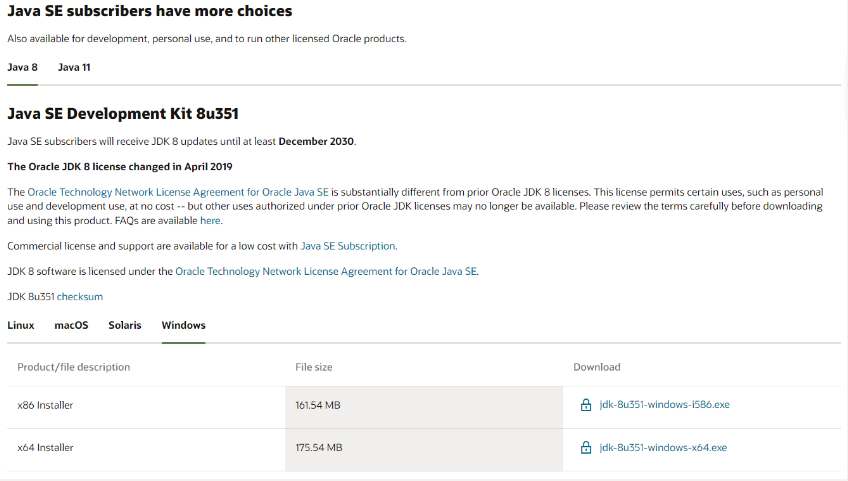 Java SE subscribers have more choices
Also available for development, personal use, and to run other licensed Oracle products.
Java 8 Java 11
Java SE Development Kit 8u351
Java SE subscribers will receive JDK 8 updates until at least December 2030.
The Oracle JDK 8 license changed in April 2019
The Oracle Technology Network License Agreement for Oracle Java SE is substantially different from prior Oracle JDK 8 licenses. This license permits certain uses, such as personal
use and development use, at no cost -- but other uses authorized under prior Oracle JDK licenses may no longer be available. Please review the terms carefully before downloading
and using this product. FAQs are available here.
Commercial license and support are available for a low cost with Java SE Subscription.
JDK 8 software is licensed under the Oracle Technology Network License Agreement for Oracle Java SE.
JDK 8u351 checksum
Linux macOS Solaris Windows
Product/file description File size Download
x86 Installer 161.54 MB jdk-8u351-windows-i586.exe
x64 Installer 175.54 MB jdk-8u351-windows-x64.exe